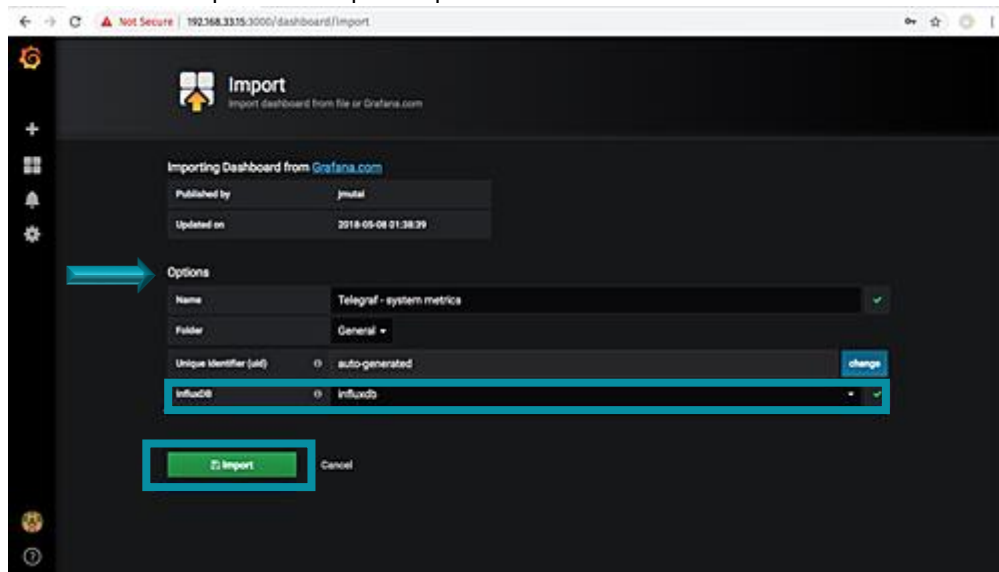 Not Secure | 192.168.33.15:3000/dashboard/import
Import
Import dashboard from file or Grafana.com
Importing Dashboard from Grafana.com
Published by jmutai
Updated on 2018-05-08 01:38:39
Options
Name Telegraf - system metrics
Folder General
Unique identifier (uid) auto-generated change
InfluxDB influxdb
Import Cancel